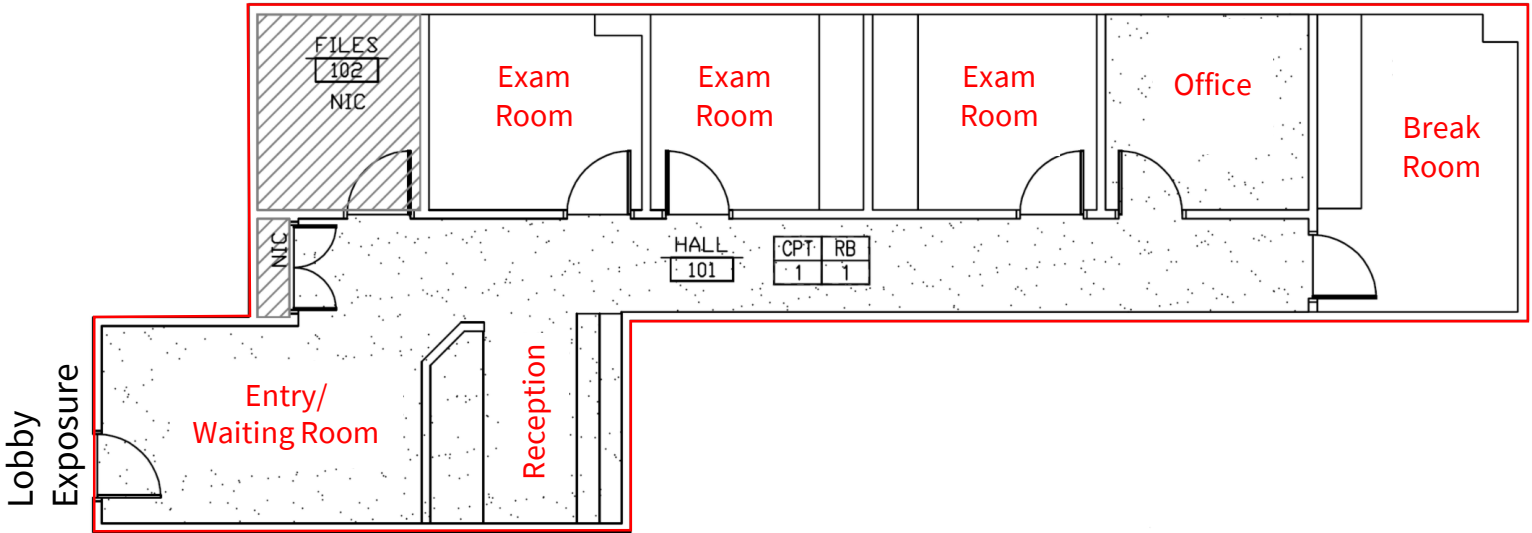 FILES
102
NIC
Exam
Room
Exam
Room
Exam
Room
Office
Break
Room
NIC
HALL
101
CPT RB
1 1
Entry/
Waiting Room
Reception
Lobby
Exposure